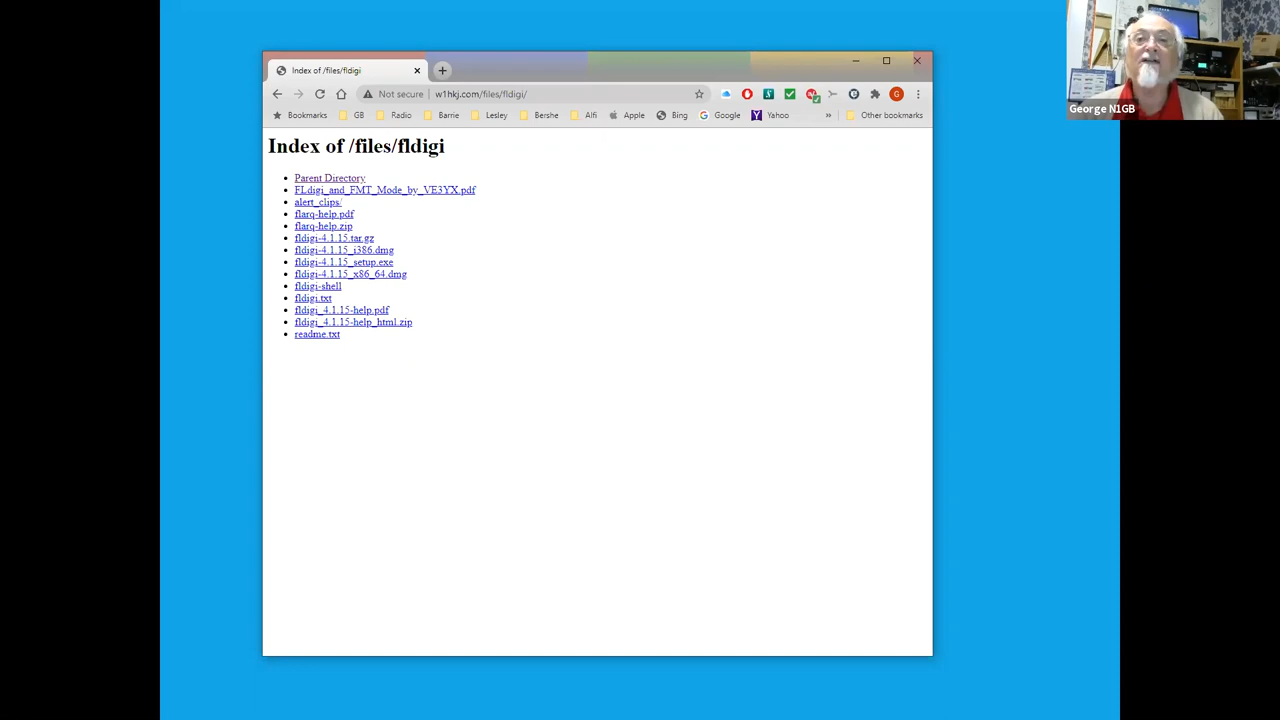 Index of /files/fldigi
Not secure w1hkj.com/files/fldigi/
Bookmarks GB Radio Barrie Lesley Bershe Alfi Apple Bing Google Yahoo » Other bookmarks
Index of /files/fldigi
Parent Directory
FLdigi_and_FMT_Mode_by_VE3YX.pdf
alert_clips/
flarq-help.pdf
flarq-help.zip
fldigi-4.1.15.tar.gz
fldigi-4.1.15_i386.dmg
fldigi-4.1.15_setup.exe
fldigi-4.1.15_x86_64.dmg
fldigi-shell
fldigi.txt
fldigi_4.1.15-help.pdf
fldigi_4.1.15-help_html.zip
readme.txt
George N1GB